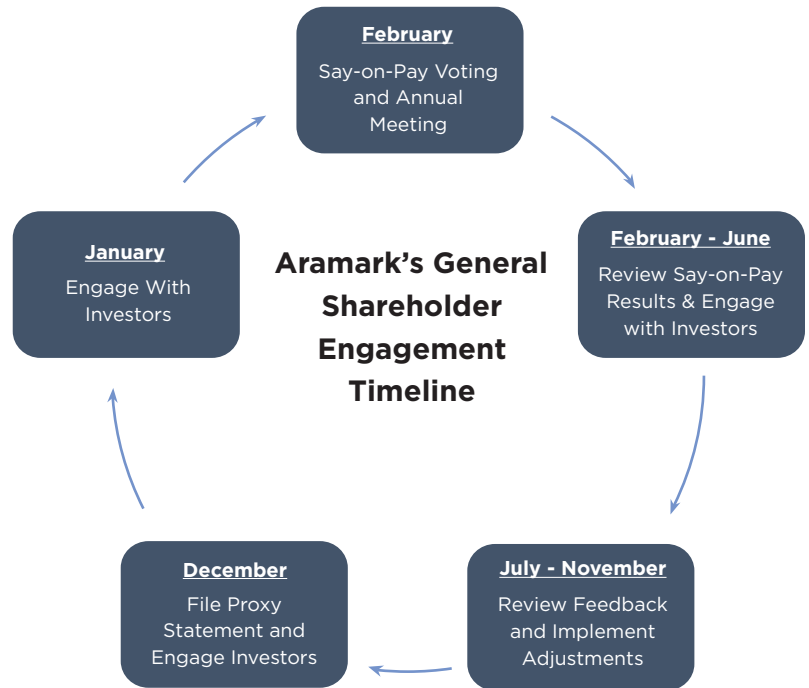 February
Say-on-Pay Voting
and Annual
Meeting
January
Engage With
Investors
Aramark’s General
Shareholder
Engagement
Timeline
February - June
Review Say-on-Pay
Results & Engage
with Investors
December
File Proxy
Statement and
Engage Investors
July - November
Review Feedback
and Implement
Adjustments